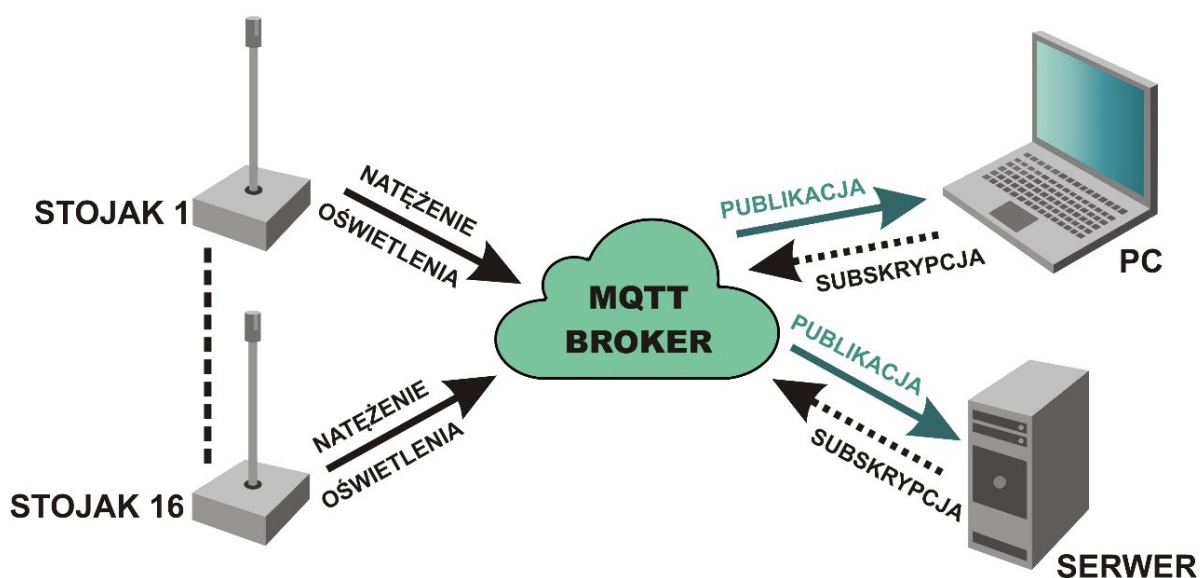 STOJAK 1
NATĘŻENIE
OŚWIETLENIA
STOJAK 16
NATĘŻENIE
OŚWIETLENIA
MQTT
BROKER
PUBLIKACJA
SUBSKRYPCJA
PC
PUBLIKACJA
SUBSKRYPCJA
SERWER